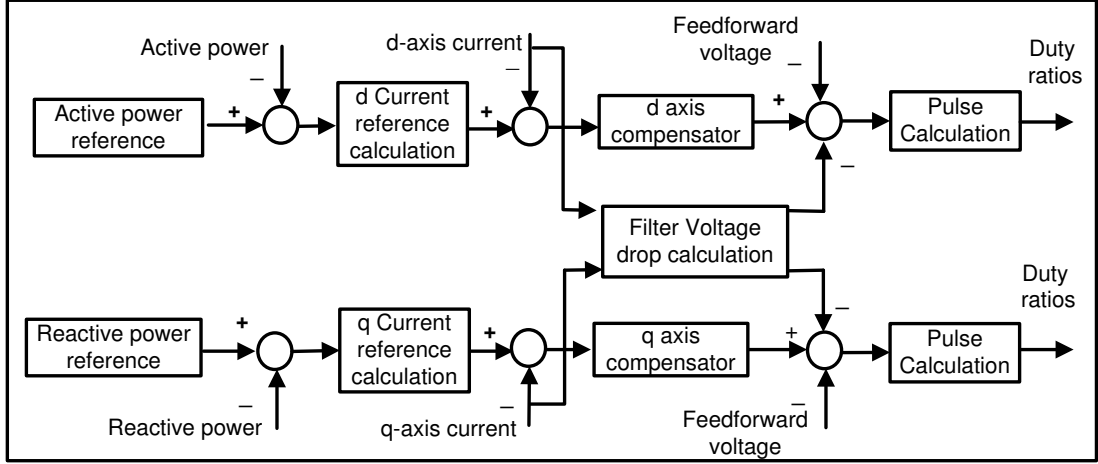 Active power
d-axis current
Feedforward
voltage
Duty
ratios
Active power
reference
+
−
d Current
reference
calculation
+
−
d axis
compensator
+
−
−
Pulse
Calculation
Filter Voltage
drop calculation
Reactive power
reference
+
−
q Current
reference
calculation
+
−
q axis
compensator
+
−
−
Pulse
Calculation
Duty
ratios
Reactive power
q-axis current
Feedforward
voltage